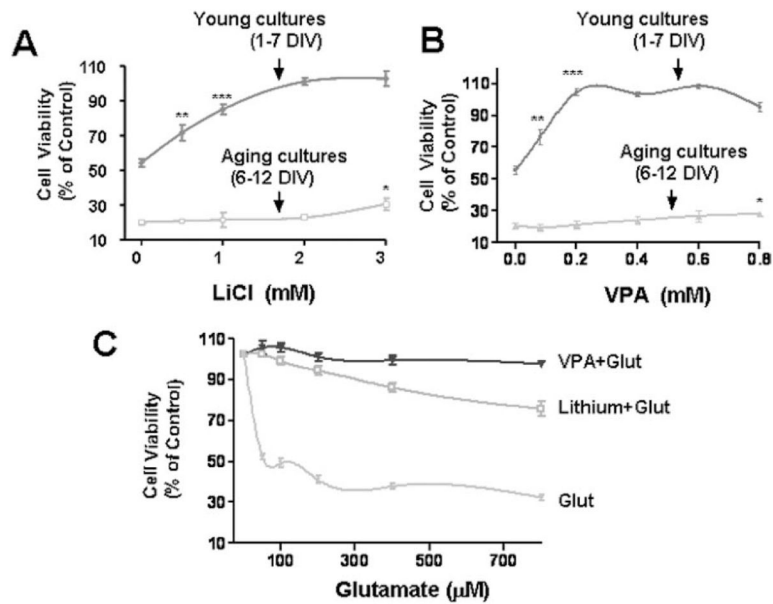 A
Young cultures
(1-7 DIV)
110
90
70
50
30
10
Cell Viability
(% of Control)
**
***
Aging cultures
(6-12 DIV)
*
0
1
2
3
LiCl (mM)
B
Young cultures
(1-7 DIV)
110
90
70
50
30
10
Cell Viability
(% of Control)
**
***
Aging cultures
(6-12 DIV)
*
0.0
0.2
0.4
0.6
0.8
VPA (mM)
C
110
90
70
50
30
10
Cell Viability
(% of Control)
VPA+Glut
Lithium+Glut
Glut
100
300
500
700
Glutamate (μM)